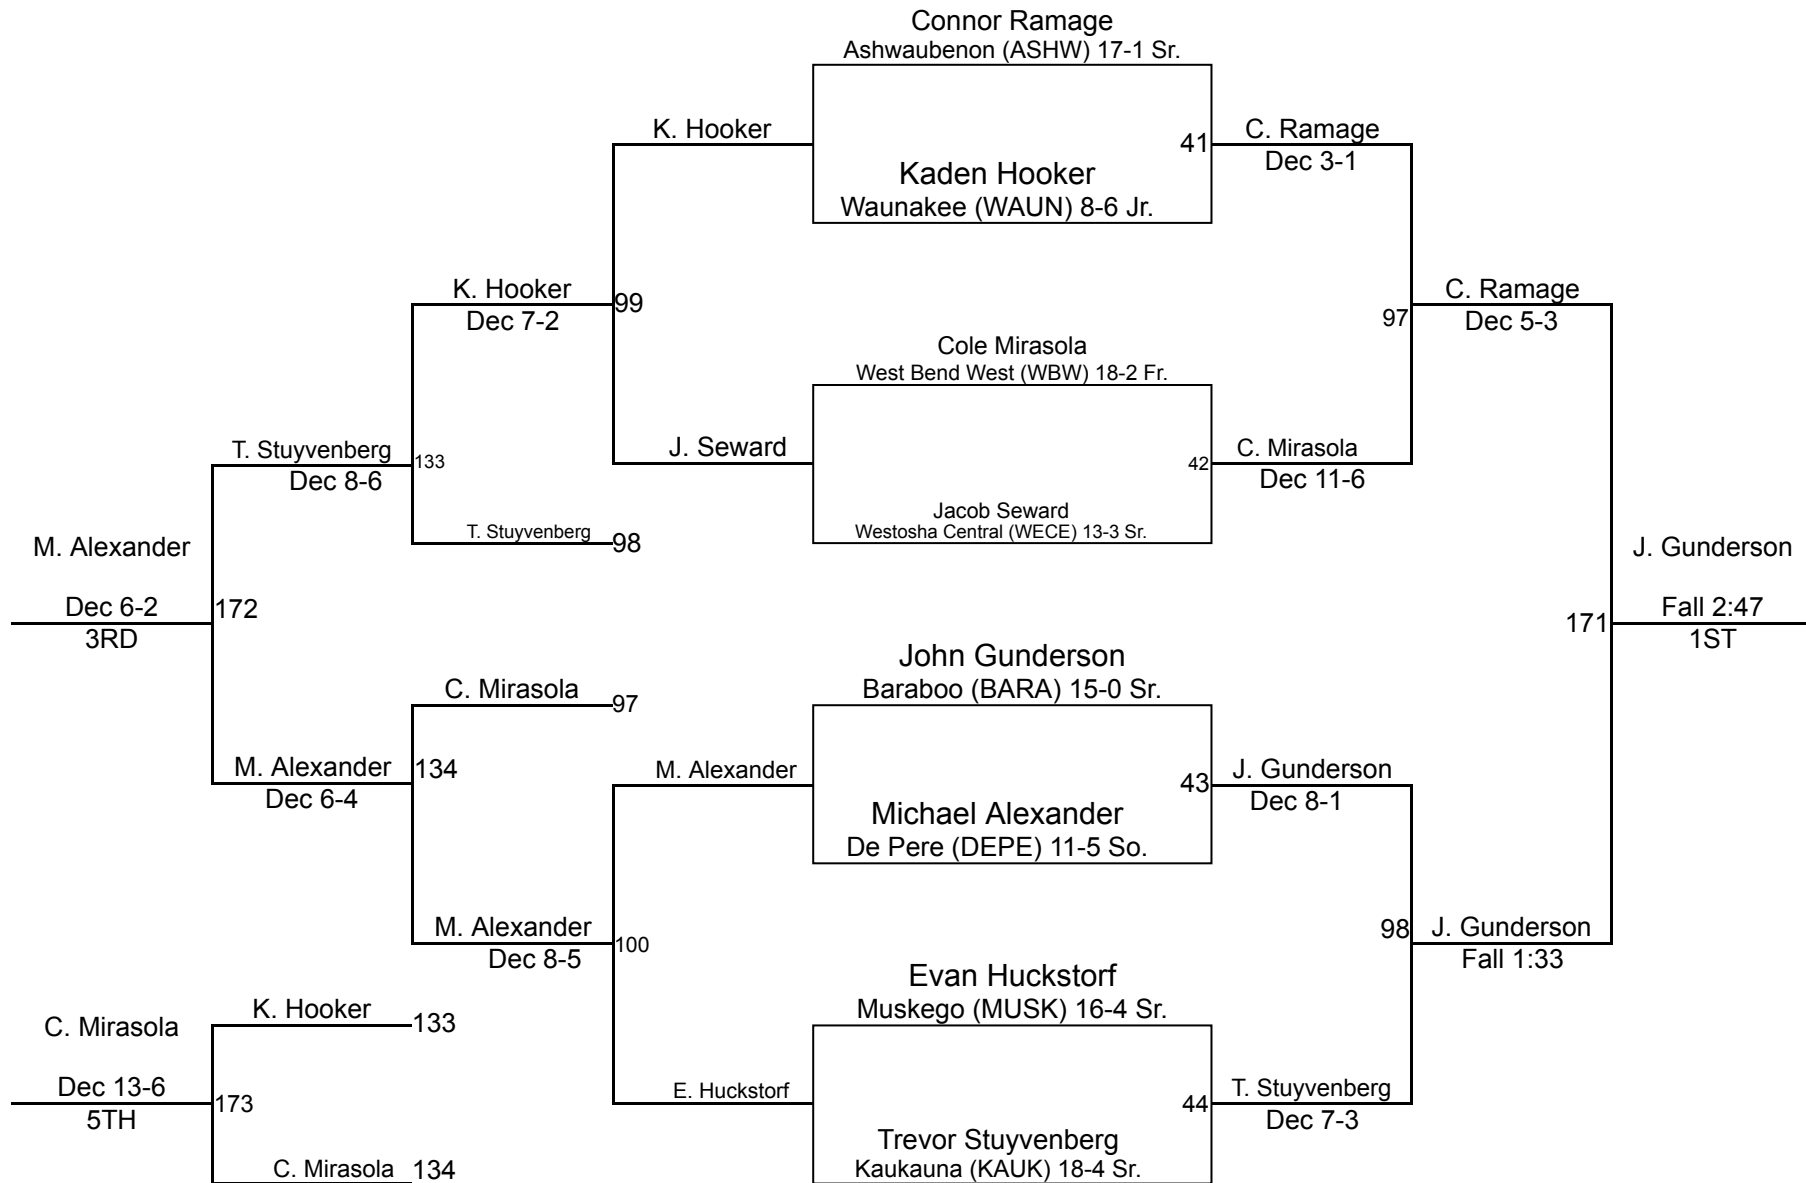 Connor Ramage
Ashwaubenon (ASHW) 17-1 Sr.
K. Hooker
41
C. Ramage
Dec 3-1
Kaden Hooker
Waunakee (WAUN) 8-6 Jr.
K. Hooker
Dec 7-2
99
97
C. Ramage
Dec 5-3
Cole Mirasola
West Bend West (WBW) 18-2 Fr.
T. Stuyvenberg
Dec 8-6
133
J. Seward
42
C. Mirasola
Dec 11-6
Jacob Seward
Westosha Central (WECE) 13-3 Sr.
T. Stuyvenberg
98
M. Alexander
Dec 6-2
3RD
172
171
J. Gunderson
Fall 2:47
1ST
John Gunderson
Baraboo (BARA) 15-0 Sr.
C. Mirasola
97
M. Alexander
Dec 6-4
134
M. Alexander
43
J. Gunderson
Dec 8-1
Michael Alexander
De Pere (DEPE) 11-5 So.
M. Alexander
Dec 8-5
100
98
J. Gunderson
Fall 1:33
Evan Huckstorf
Muskego (MUSK) 16-4 Sr.
K. Hooker
133
C. Mirasola
Dec 13-6
5TH
173
E. Huckstorf
44
T. Stuyvenberg
Dec 7-3
Trevor Stuyvenberg
Kaukauna (KAUK) 18-4 Sr.
C. Mirasola
134